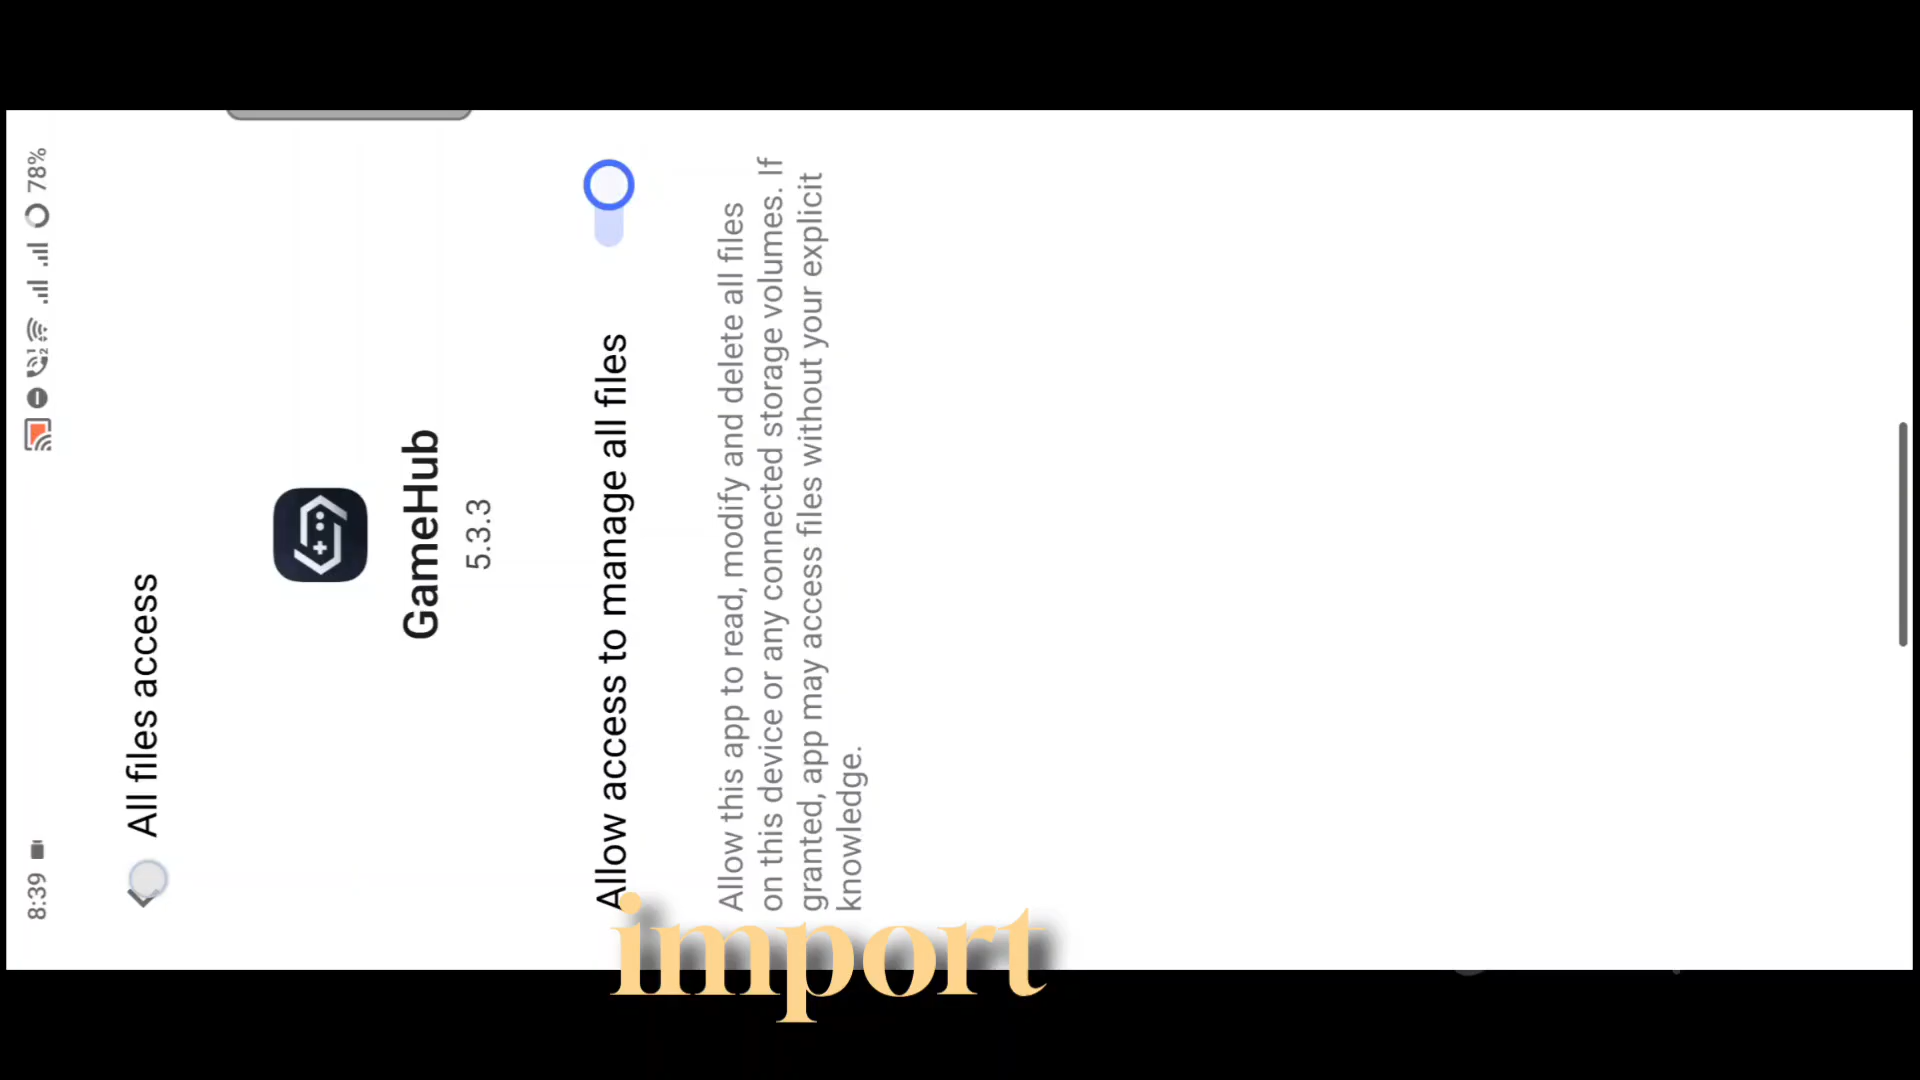 8:39
78%
All files access
GameHub
5.3.3
Allow access to manage all files
Allow this app to read, modify and delete all files
on this device or any connected storage volumes. If
granted, app may access files without your explicit
knowledge.
import